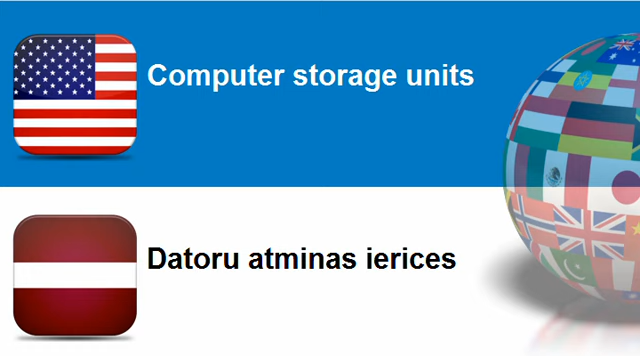 Computer storage units
Datoru atminas ierices